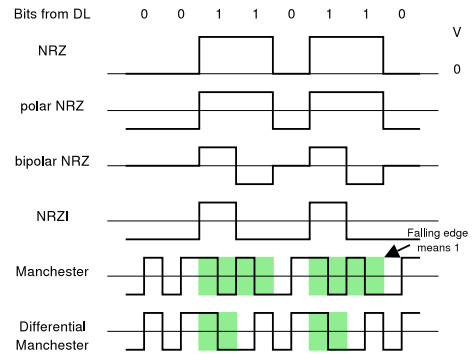 Bits from DL 0 0 1 1 0 1 1 0
V
NRZ
0
polar NRZ
bipolar NRZ
NRZI
Falling edge
means 1
Manchester
Differential
Manchester